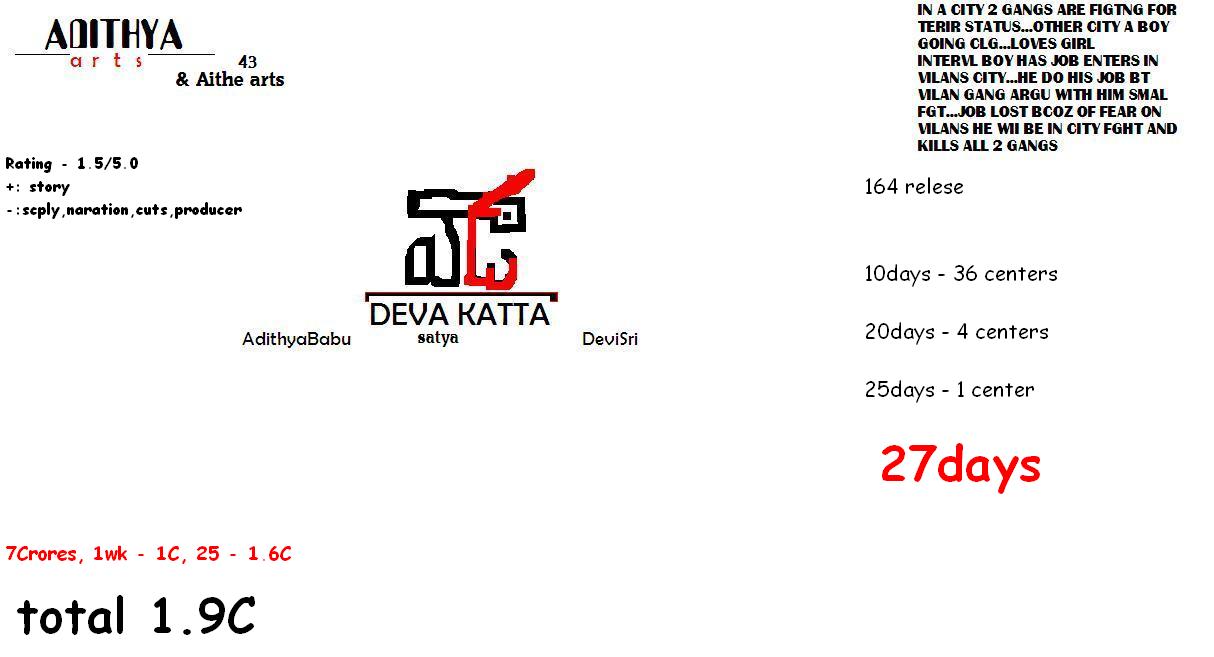 ADITHYA
arts
43
& Aithe arts
IN A CITY 2 GANGS ARE FIGTNG FOR
TERIR STATUS...OTHER CITY A BOY
GOING CLG...LOVES GIRL
INTERVL BOY HAS JOB ENTERS IN
VILANS CITY...HE DO HIS JOB BT
VILAN GANG ARGU WITH HIM SMAL
FGT...JOB LOST BCOZ OF FEAR ON
VILANS HE WII BE IN CITY FGHT AND
KILLS ALL 2 GANGS
Rating - 1.5/5.0
+: story
-:scply,naration,cuts,producer
వాడే
DEVA KATTA
AdithyaBabu
satya
DeviSri
164 relese
10days - 36 centers
20days - 4 centers
25days - 1 center
27days
7Crores, 1wk - 1C, 25 - 1.6C
total 1.9C